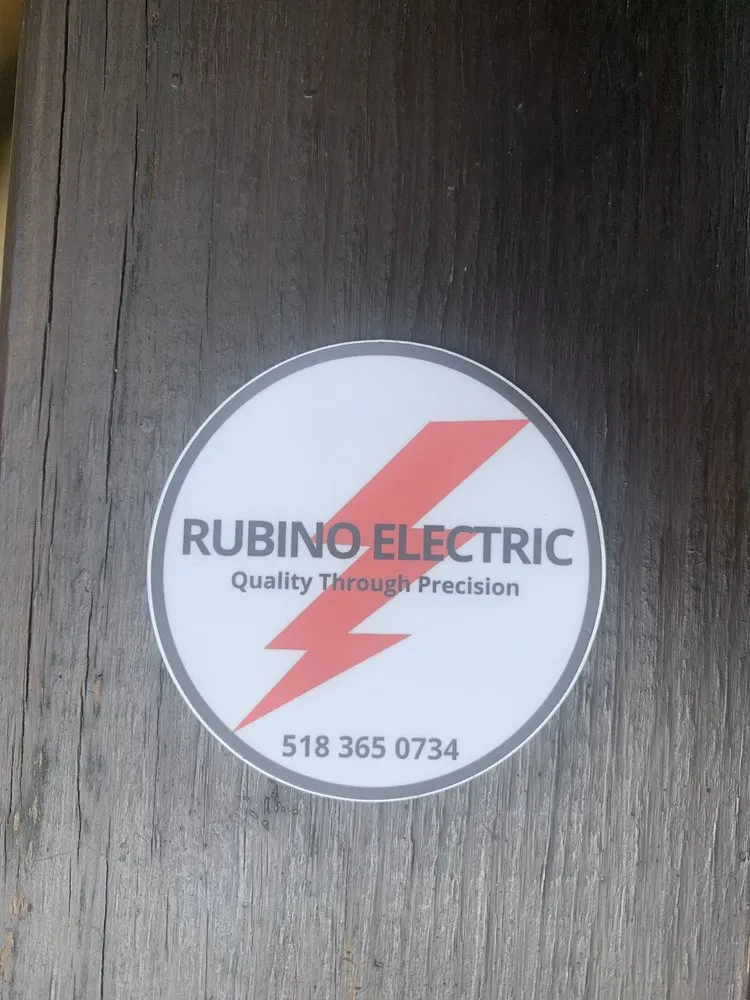 RUBINO ELECTRIC
Quality Through Precision
518 365 0734